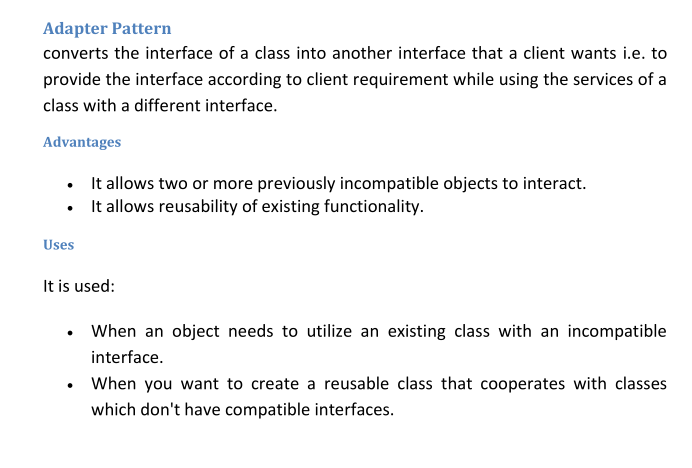 Adapter Pattern
converts the interface of a class into another interface that a client wants i.e. to
provide the interface according to client requirement while using the services of a
class with a different interface.
Advantages
• It allows two or more previously incompatible objects to interact.
• It allows reusability of existing functionality.
Uses
It is used:
• When an object needs to utilize an existing class with an incompatible
interface.
• When you want to create a reusable class that cooperates with classes
which don't have compatible interfaces.